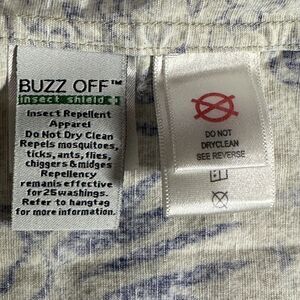 BUZZ OFF™
insect shield
Insect Repellent
Apparel
Do Not Dry Clean
Repels mosquitoes,
ticks, ants, flies,
chiggers & midges
Repellency
remains effective
for 25 washings.
Refer to hangtag
for more information.
DO NOT
DRYCLEAN
SEE REVERSE